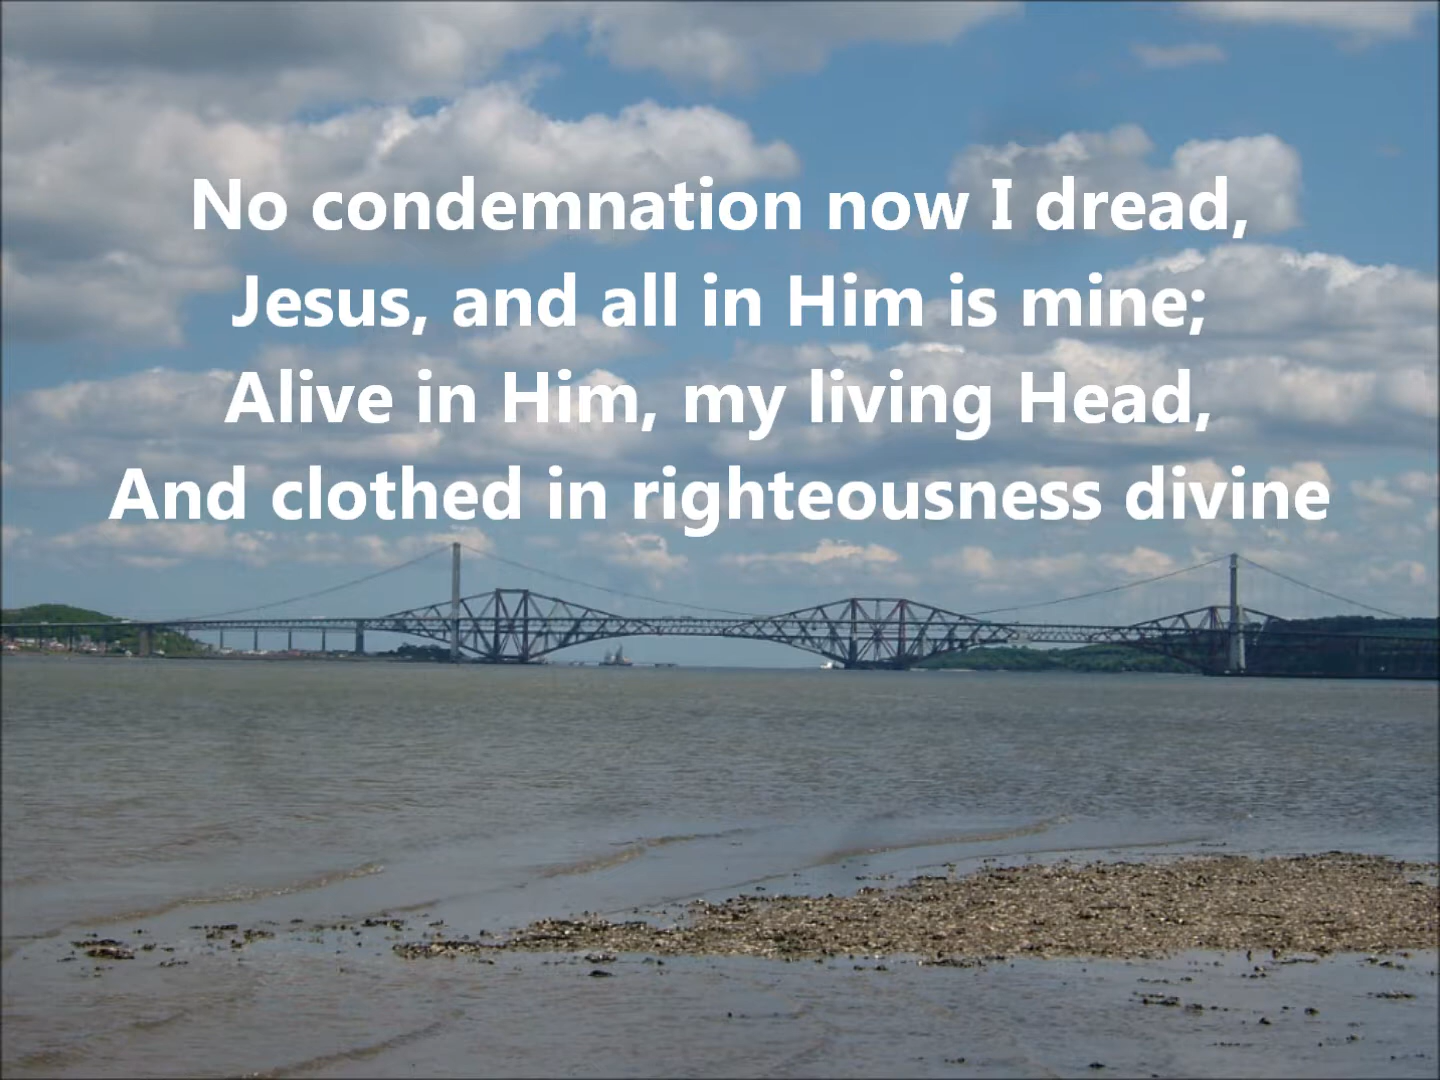 No condemnation now I dread,
Jesus, and all in Him is mine;
Alive in Him, my living Head,
And clothed in righteousness divine